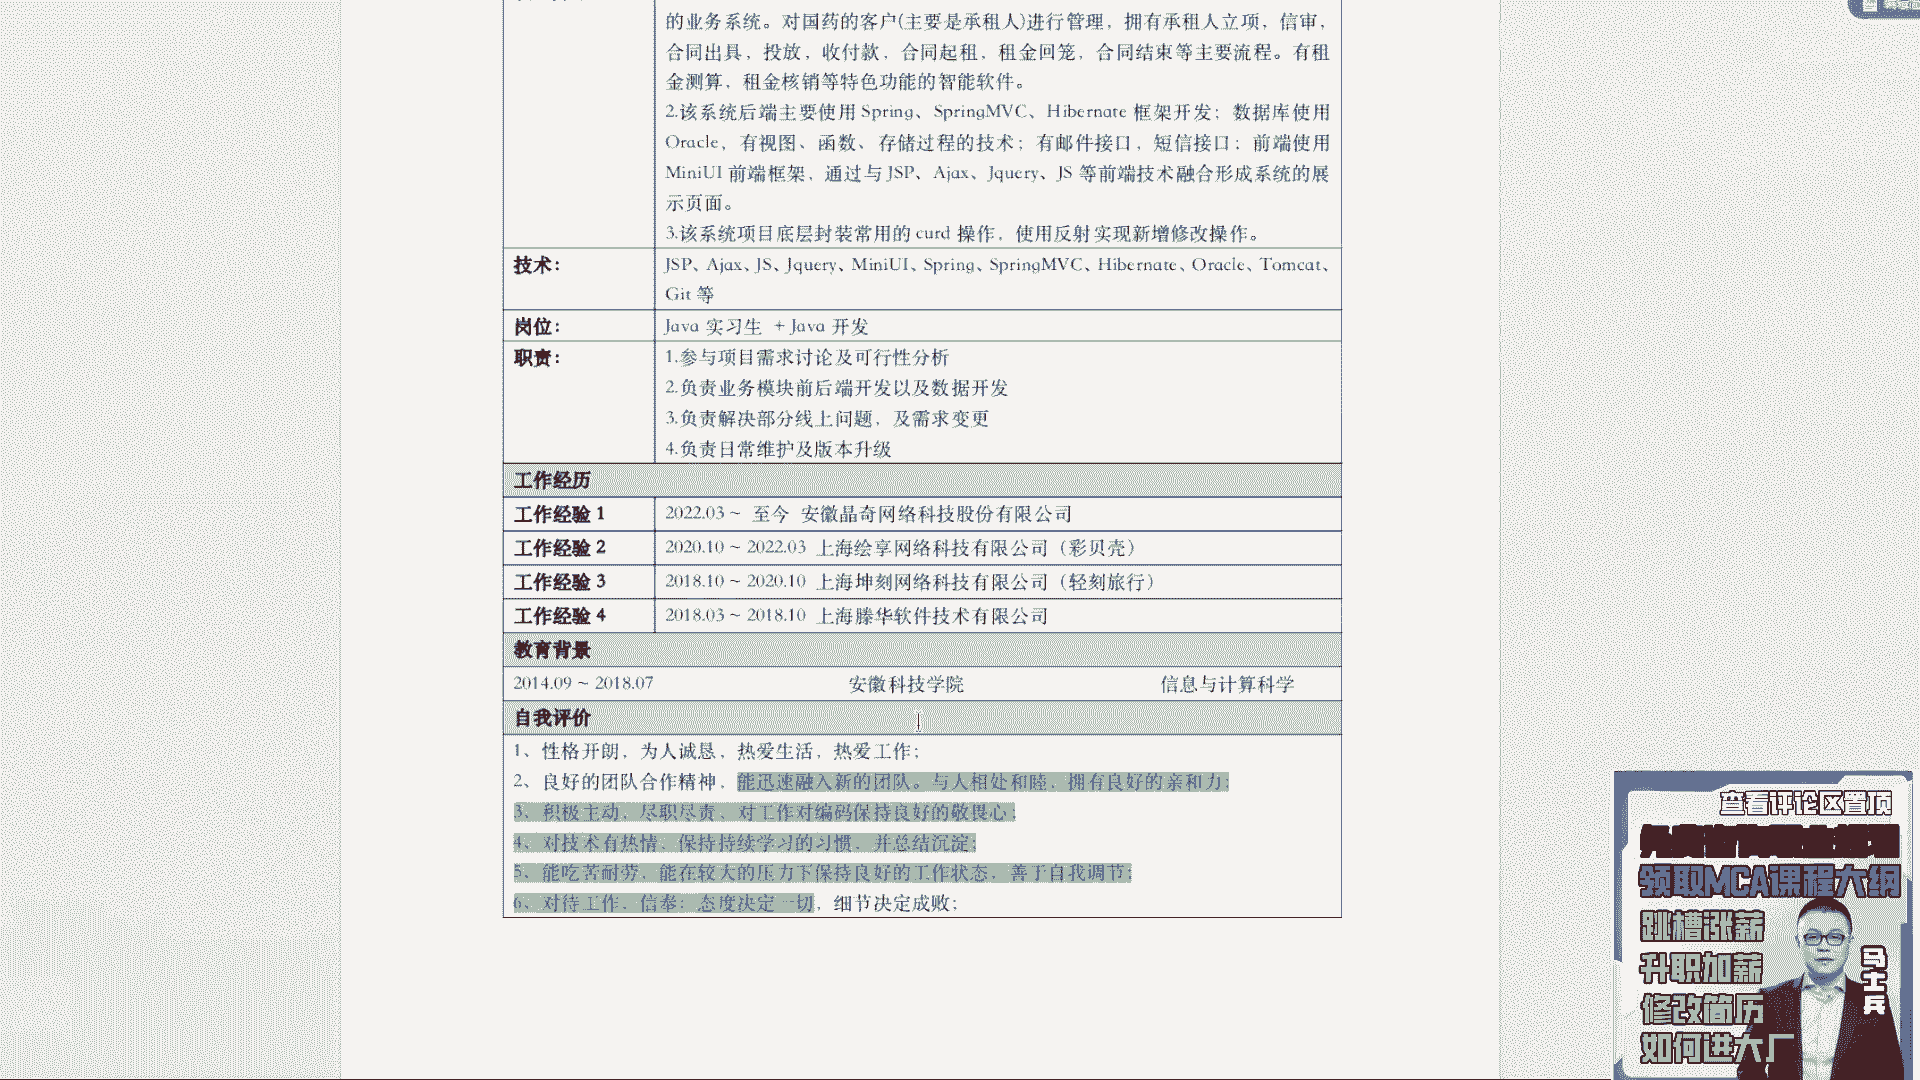 的业务系统。对国药的客户(主要是承租人)进行管理，拥有承租人立项，信审，
合同出具，投放，收付款，合同起租，租金回笼，合同结束等主要流程。有租
金测算，租金核销等特色功能的智能软件。
2.该系统后端主要使用 Spring、SpringMVC、Hibernate 框架开发；数据库使用
Oracle，有视图、函数、存储过程的技术；有邮件接口，短信接口；前端使用
MiniUI 前端框架，通过与 JSP、Ajax、Jquery、JS 等前端技术融合形成系统的展
示页面。
3.该系统项目底层封装常用的 curd 操作，使用反射实现新增修改操作。
技术：
JSP、Ajax、JS、Jquery、MiniUI、Spring、SpringMVC、Hibernate、Oracle、Tomcat、
Git 等
岗位：
Java 实习生 + Java 开发
职责：
1.参与项目需求讨论及可行性分析
2.负责业务模块前后端开发以及数据开发
3.负责解决部分线上问题，及需求变更
4.负责日常维护及版本升级
工作经历
工作经验 1 2022.03 ~ 至今 安徽晶奇网络科技股份有限公司
工作经验 2 2020.10 ~ 2022.03 上海绘享网络科技有限公司（彩贝壳）
工作经验 3 2018.10 ~ 2020.10 上海坤刻网络科技有限公司（轻刻旅行）
工作经验 4 2018.03 ~ 2018.10 上海滕华软件技术有限公司
教育背景
2014.09 ~ 2018.07 安徽科技学院 信息与计算科学
自我评价
1、性格开朗，为人诚恳，热爱生活，热爱工作；
2、良好的团队合作精神，能迅速融入新的团队。与人相处和睦，拥有良好的亲和力；
3、积极主动，尽职尽责，对工作对编码保持良好的敬畏心；
4、对技术有热情、保持持续学习的习惯，并总结沉淀；
5、能吃苦耐劳，能在较大的压力下保持良好的工作状态，善于自我调节；
6、对待工作，信奉：态度决定一切，细节决定成败；
查看评论区置顶
领取MCA课程大纲
跳槽涨薪
升职加薪
修改简历
如何进大厂
马士兵